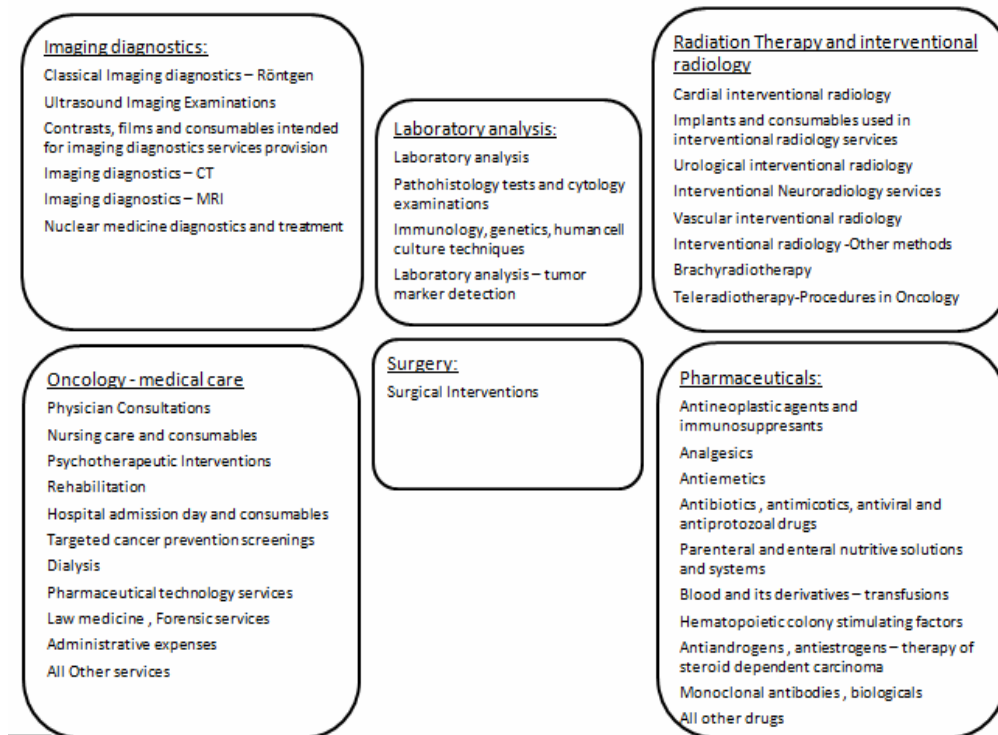 Imaging diagnostics:
Classical Imaging diagnostics – Röntgen
Ultrasound Imaging Examinations
Contrasts, films and consumables intended
for imaging diagnostics services provision
Imaging diagnostics – CT
Imaging diagnostics – MRI
Nuclear medicine diagnostics and treatment
Laboratory analysis:
Laboratory analysis
Pathohistology tests and cytology
examinations
Immunology, genetics, human cell
culture techniques
Laboratory analysis – tumor
marker detection
Radiation Therapy and interventional
radiology
Cardial interventional radiology
Implants and consumables used in
interventional radiology services
Urological interventional radiology
Interventional Neuroradiology services
Vascular interventional radiology
Interventional radiology -Other methods
Brachyradiotherapy
Teleradiotherapy-Procedures in Oncology
Oncology - medical care
Physician Consultations
Nursing care and consumables
Psychotherapeutic Interventions
Rehabilitation
Hospital admission day and consumables
Targeted cancer prevention screenings
Dialysis
Pharmaceutical technology services
Law medicine , Forensic services
Administrative expenses
All Other services
Surgery:
Surgical Interventions
Pharmaceuticals:
Antineoplastic agents and
immunosuppresants
Analgesics
Antiemetics
Antibiotics , antimicotics, antiviral and
antiprotozoal drugs
Parenteral and enteral nutritive solutions
and systems
Blood and its derivatives – transfusions
Hematopoietic colony stimulating factors
Antiandrogens , antiestrogens – therapy of
steroid dependent carcinoma
Monoclonal antibodies , biologicals
All other drugs